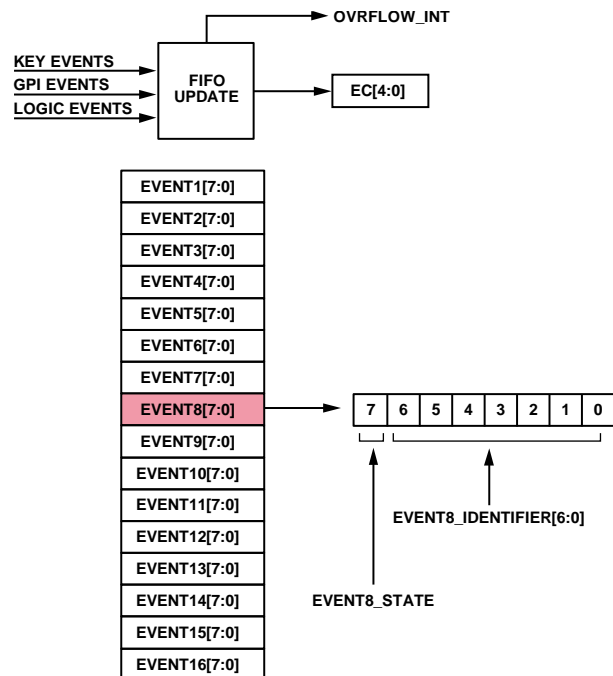 OVRFLOW_INT
KEY EVENTS
GPI EVENTS
LOGIC EVENTS
FIFO
UPDATE
EC[4:0]
EVENT1[7:0]
EVENT2[7:0]
EVENT3[7:0]
EVENT4[7:0]
EVENT5[7:0]
EVENT6[7:0]
EVENT7[7:0]
EVENT8[7:0]
7 6 5 4 3 2 1 0
EVENT9[7:0]
EVENT10[7:0]
EVENT11[7:0]
EVENT8_IDENTIFIER[6:0]
EVENT12[7:0]
EVENT13[7:0]
EVENT14[7:0]
EVENT8_STATE
EVENT15[7:0]
EVENT16[7:0]